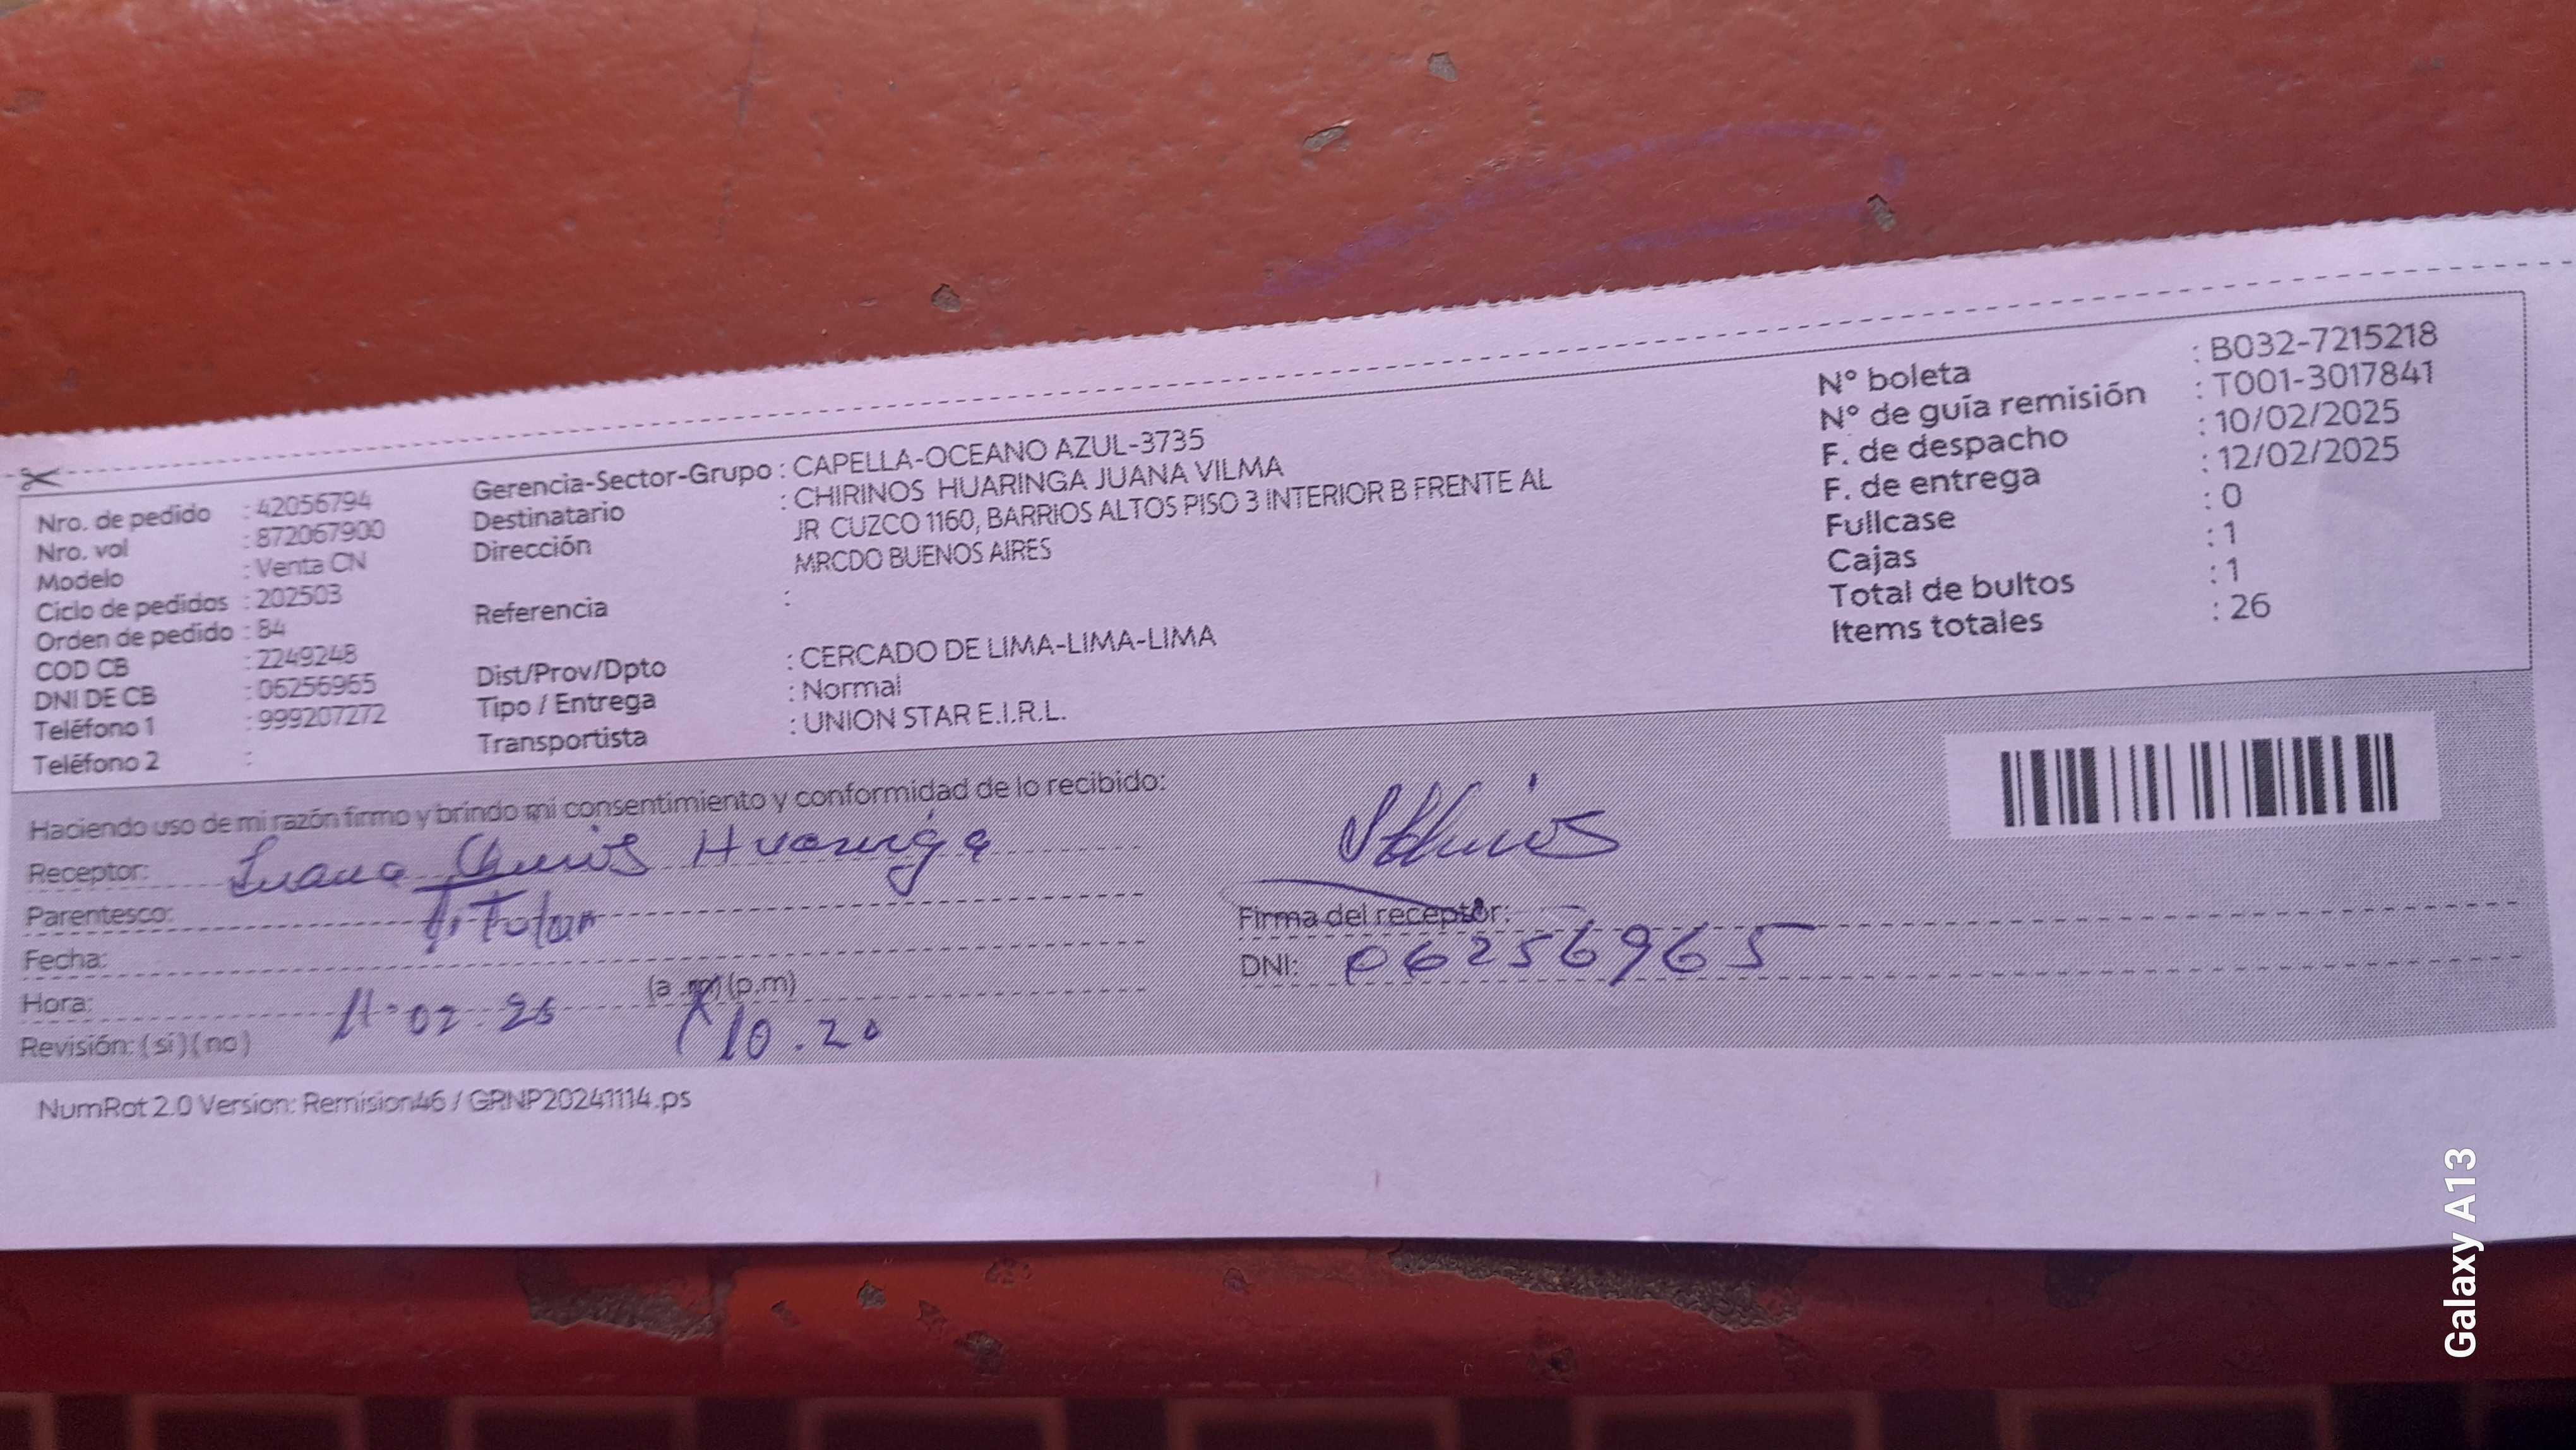 Nro. de pedido : 42056794
Nro. vol : 872067900
Modelo : Venta CN
Ciclo de pedidos : 202503
Orden de pedido : 84
COD CB : 2249248
DNI DE CB : 06256965
Teléfono 1 : 999207272
Teléfono 2 :
Gerencia-Sector-Grupo : CAPELLA-OCEANO AZUL-3735
Destinatario : CHIRINOS HUARINGA JUANA VILMA
Dirección : JR CUZCO 1160, BARRIOS ALTOS PISO 3 INTERIOR B FRENTE AL
MRCDO BUENOS AIRES
Referencia :
Dist/Prov/Dpto : CERCADO DE LIMA-LIMA-LIMA
Tipo / Entrega : Normal
Transportista : UNION STAR E.I.R.L.
N° boleta : B032-7215218
N° de guía remisión : T001-3017841
F. de despacho : 10/02/2025
F. de entrega : 12/02/2025
Fullcase : 0
Cajas : 1
Total de bultos : 1
Items totales : 26
Haciendo uso de mi razón firmo y brindo mi consentimiento y conformidad de lo recibido:
Receptor: Juana Chirinos Huaringa
Parentesco: Titular
Fecha:
Hora: (a.m) (p.m)
11-02-25 10.20
Revisión: (si) (no)
Firma del receptor:
DNI: 06256965
NumRot 2.0 Version: Remision46 / GRNP20241114.ps
Galaxy A13